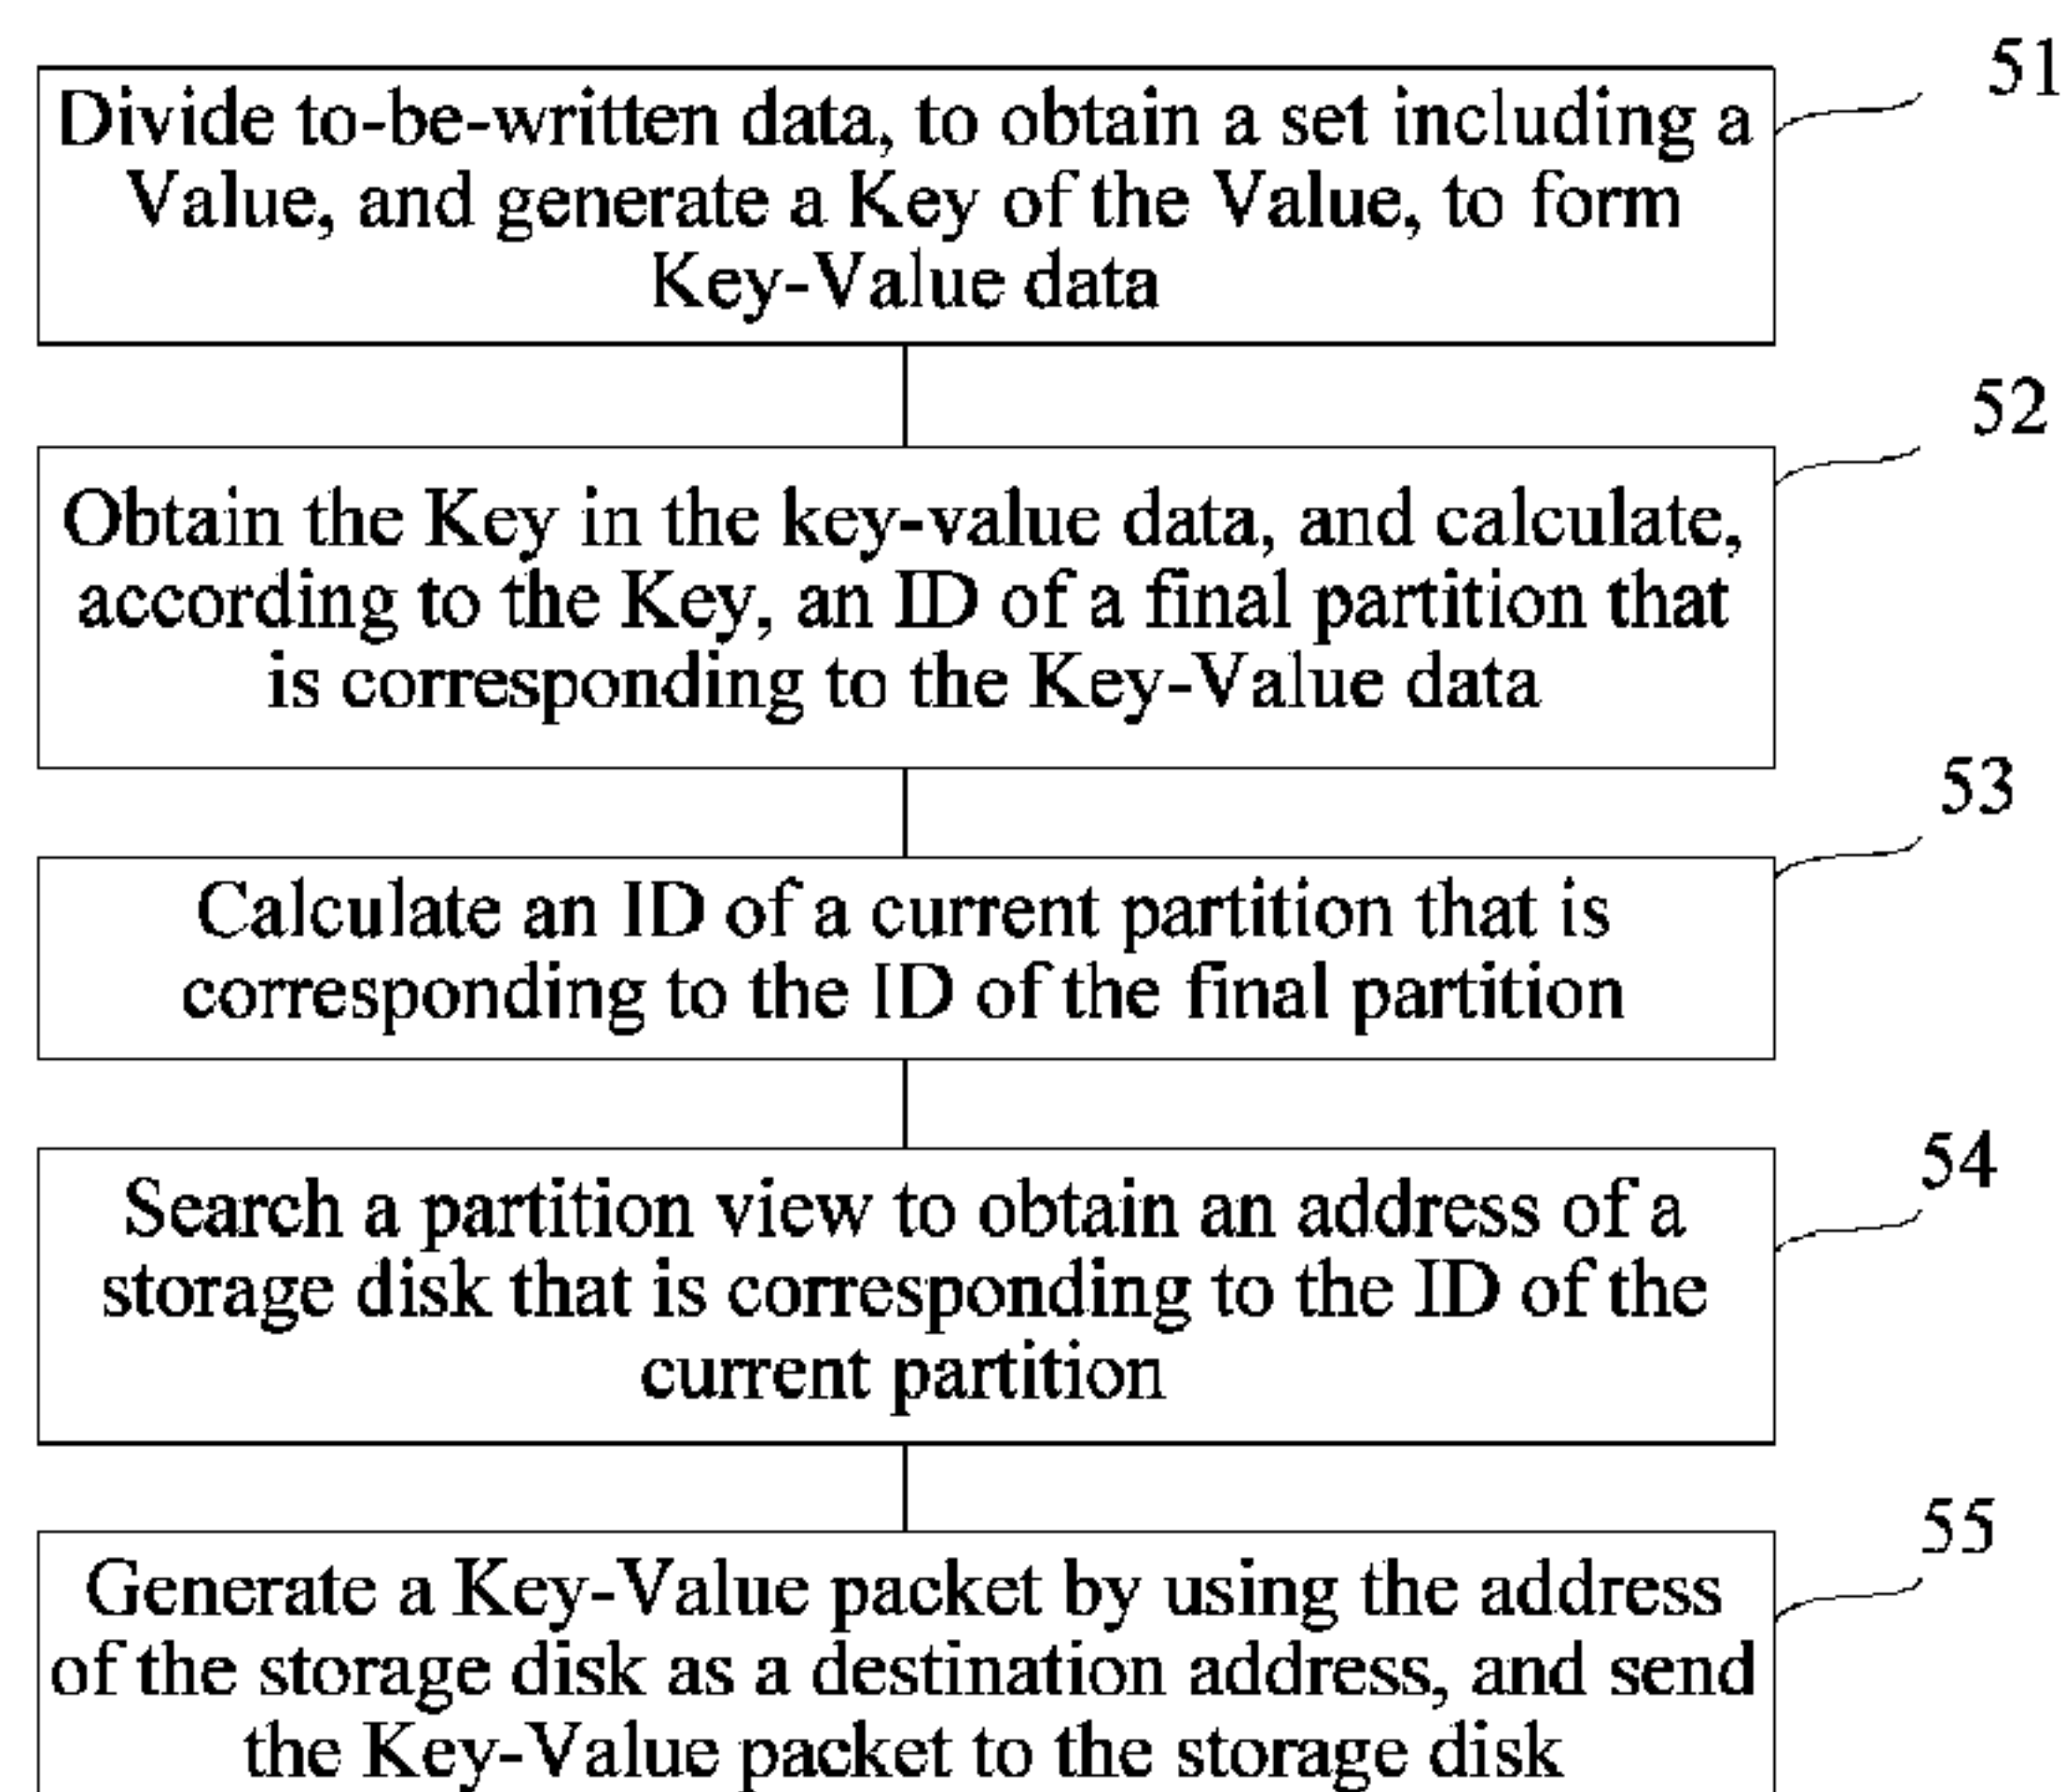 51
Divide to-be-written data, to obtain a set including a
Value, and generate a Key of the Value, to form
Key-Value data
52
Obtain the Key in the key-value data, and calculate,
according to the Key, an ID of a final partition that
is corresponding to the Key-Value data
53
Calculate an ID of a current partition that is
corresponding to the ID of the final partition
54
Search a partition view to obtain an address of a
storage disk that is corresponding to the ID of the
current partition
55
Generate a Key-Value packet by using the address
of the storage disk as a destination address, and send
the Key-Value packet to the storage disk